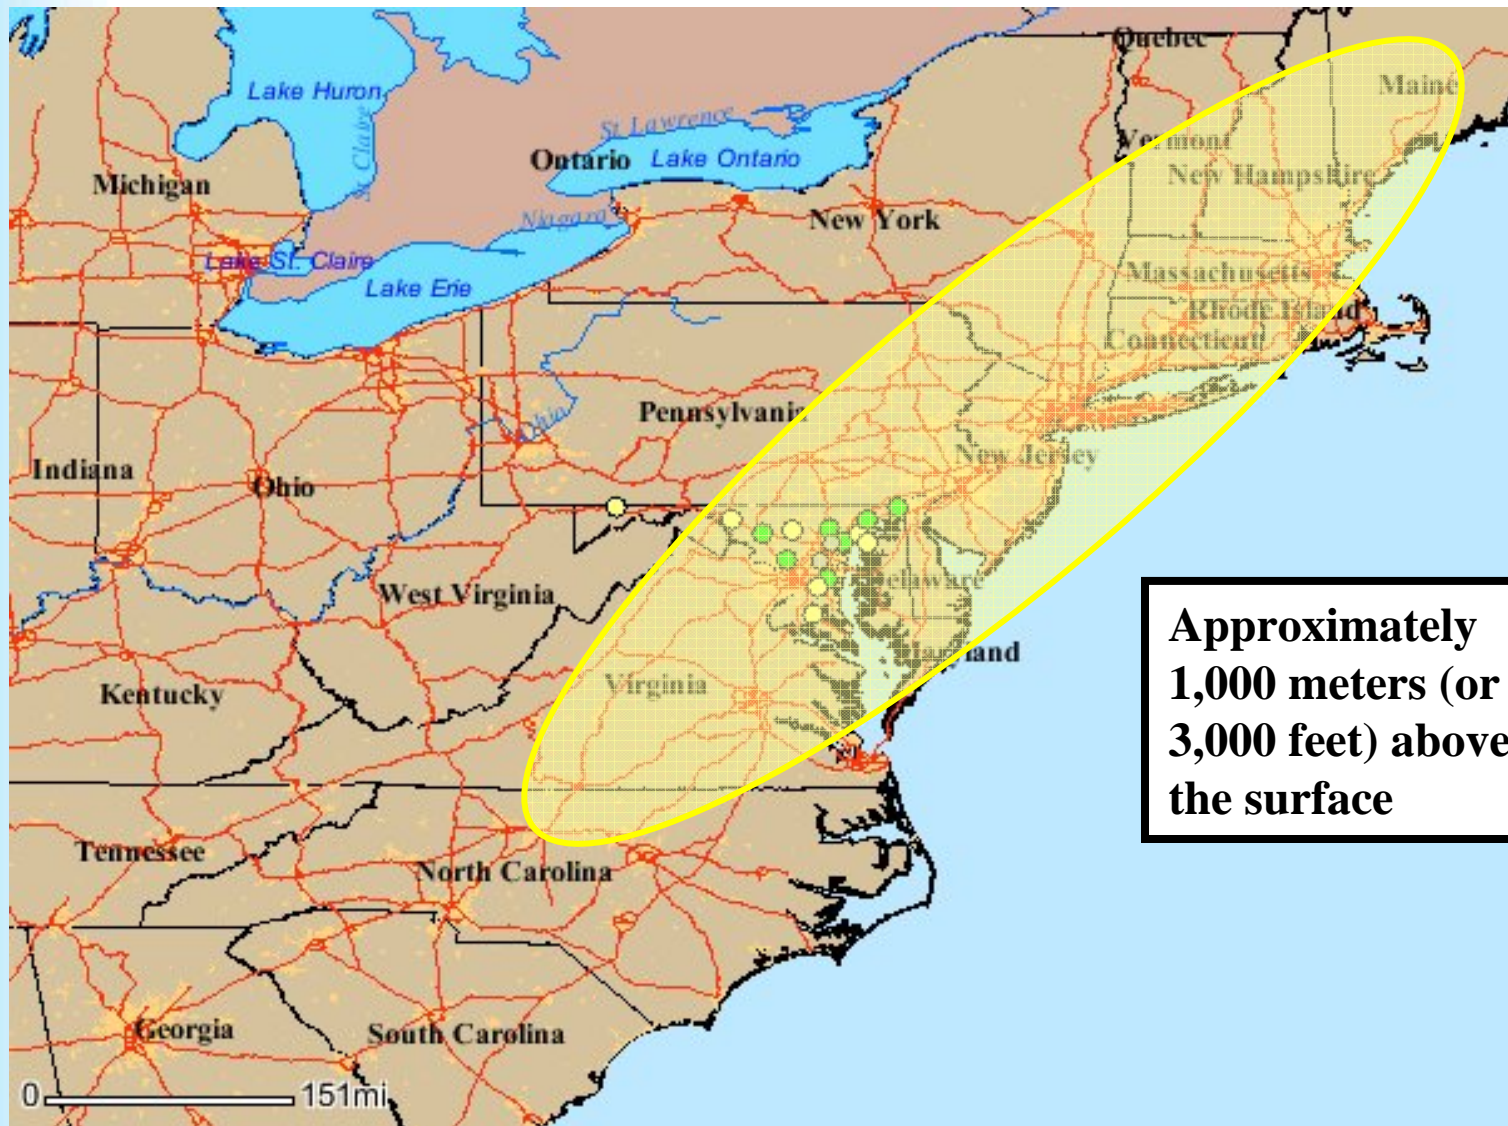 Quebec
Maine
Lake Huron
St. Claire
St. Lawrence
Vermont
Ontario
Lake Ontario
New Hampshire
Michigan
Niagara
New York
Lake St. Claire
Massachusetts
Lake Erie
Rhode Island
Connecticut
Pennsylvania
Ohio
New Jersey
Indiana
Ohio
Delaware
West Virginia
Approximately
1,000 meters (or
3,000 feet) above
the surface
Maryland
Virginia
Kentucky
Tennessee
North Carolina
Georgia
South Carolina
0
151mi